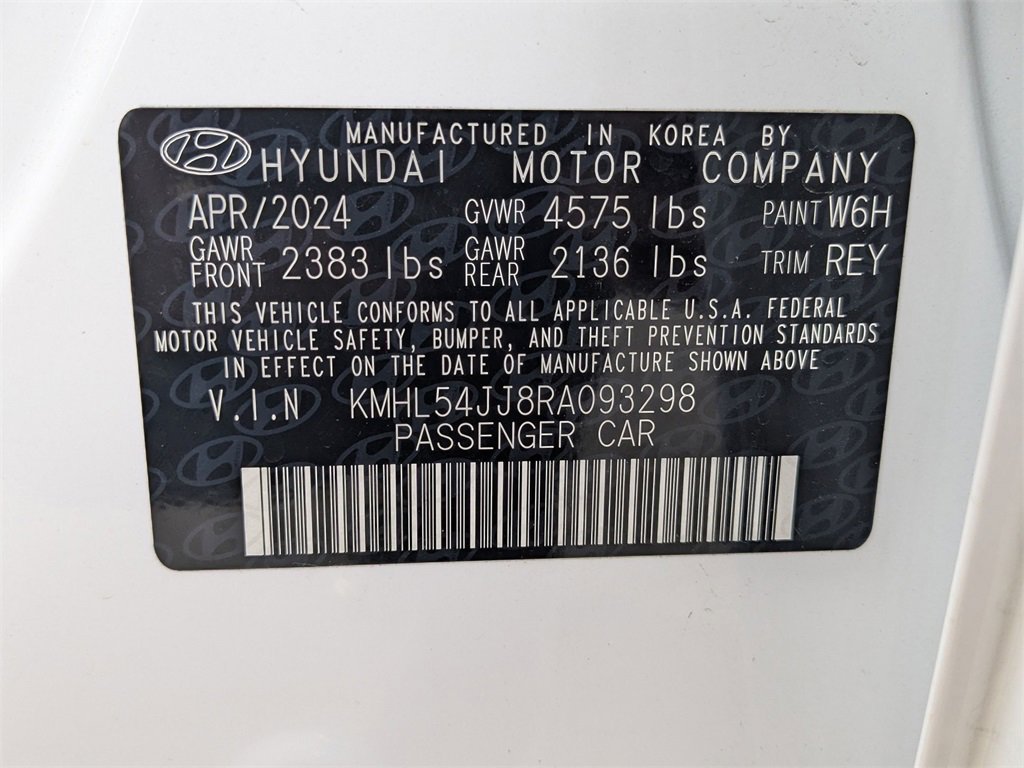 MANUFACTURED IN KOREA BY
HYUNDAI MOTOR COMPANY
APR/2024 GVWR 4575 lbs PAINT W6H
GAWR FRONT 2383 lbs GAWR REAR 2136 lbs TRIM REY
THIS VEHICLE CONFORMS TO ALL APPLICABLE U.S.A. FEDERAL
MOTOR VEHICLE SAFETY, BUMPER, AND THEFT PREVENTION STANDARDS
IN EFFECT ON THE DATE OF MANUFACTURE SHOWN ABOVE
V.I.N KMHL54JJ8RA093298
PASSENGER CAR